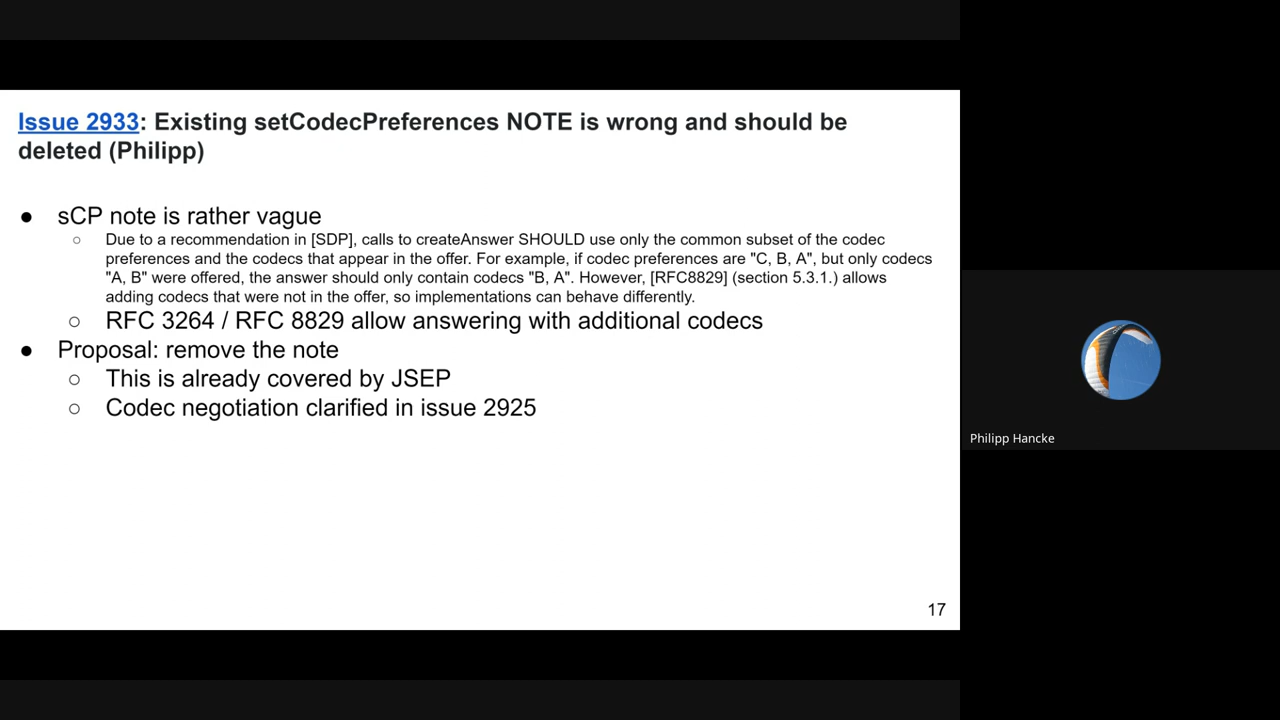 Issue 2933: Existing setCodecPreferences NOTE is wrong and should be
deleted (Philipp)
● sCP note is rather vague
○ Due to a recommendation in [SDP], calls to createAnswer SHOULD use only the common subset of the codec
preferences and the codecs that appear in the offer. For example, if codec preferences are "C, B, A", but only codecs
"A, B" were offered, the answer should only contain codecs "B, A". However, [RFC8829] (section 5.3.1.) allows
adding codecs that were not in the offer, so implementations can behave differently.
○ RFC 3264 / RFC 8829 allow answering with additional codecs
● Proposal: remove the note
○ This is already covered by JSEP
○ Codec negotiation clarified in issue 2925
17
Philipp Hancke